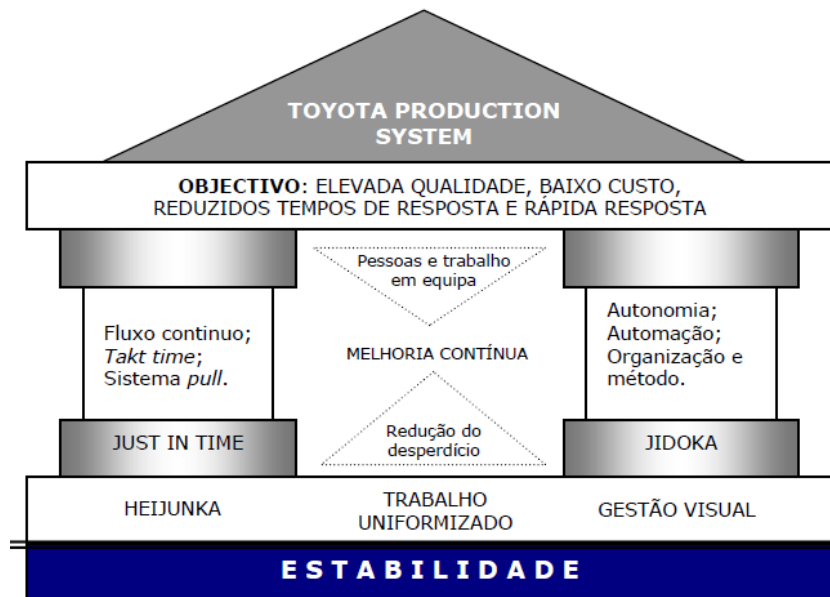 TOYOTA PRODUCTION
SYSTEM
OBJECTIVO: ELEVADA QUALIDADE, BAIXO CUSTO,
REDUZIDOS TEMPOS DE RESPOSTA E RÁPIDA RESPOSTA
Fluxo continuo;
Takt time;
Sistema pull.
JUST IN TIME
Pessoas e trabalho
em equipa
MELHORIA CONTÍNUA
Redução do
desperdício
Autonomia;
Automação;
Organização e
método.
JIDOKA
HEIJUNKA
TRABALHO
UNIFORMIZADO
GESTÃO VISUAL
ESTABILIDADE